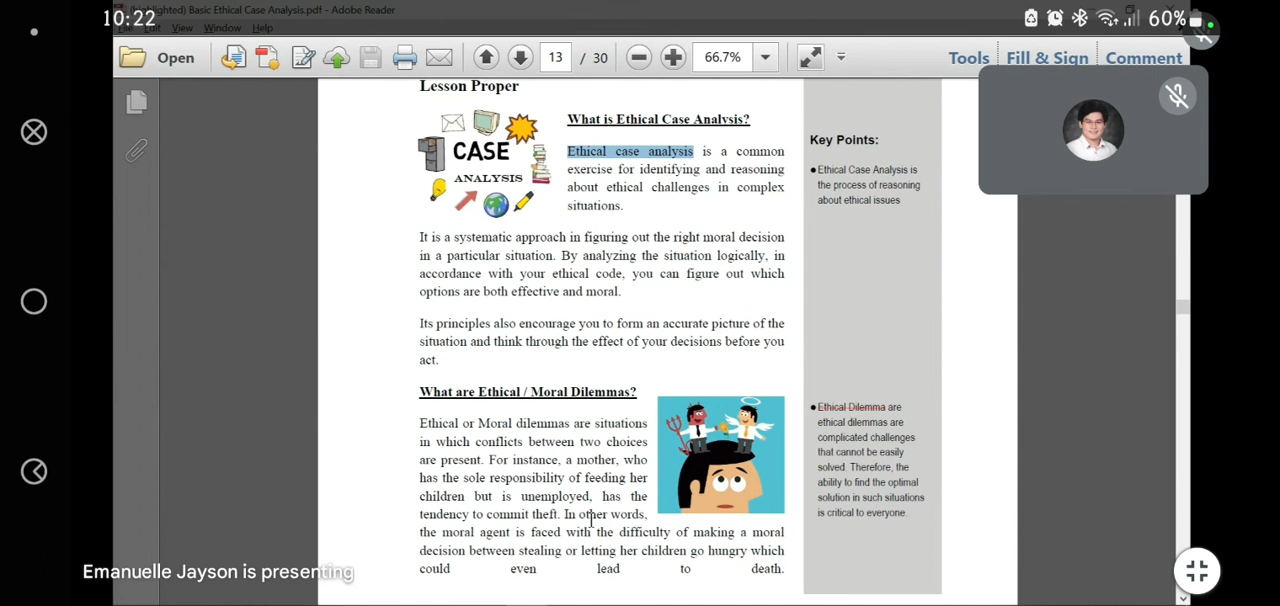 10:22
60%
(highlighted) Basic Ethical Case Analysis.pdf - Adobe Reader
File Edit View Window Help
Open
13 / 30
66.7%
Tools
Fill & Sign
Comment
Lesson Proper
CASE
ANALYSIS
What is Ethical Case Analysis?
Ethical case analysis is a common
exercise for identifying and reasoning
about ethical challenges in complex
situations.
It is a systematic approach in figuring out the right moral decision
in a particular situation. By analyzing the situation logically, in
accordance with your ethical code, you can figure out which
options are both effective and moral.
Its principles also encourage you to form an accurate picture of the
situation and think through the effect of your decisions before you
act.
What are Ethical / Moral Dilemmas?
Ethical or Moral dilemmas are situations
in which conflicts between two choices
are present. For instance, a mother, who
has the sole responsibility of feeding her
children but is unemployed, has the
tendency to commit theft. In other words,
the moral agent is faced with the difficulty of making a moral
decision between stealing or letting her children go hungry which
could even lead to death.
Key Points:
●Ethical Case Analysis is
the process of reasoning
about ethical issues
●Ethical Dilemma are
ethical dilemmas are
complicated challenges
that cannot be easily
solved. Therefore, the
ability to find the optimal
solution in such situations
is critical to everyone.
Emanuelle Jayson is presenting